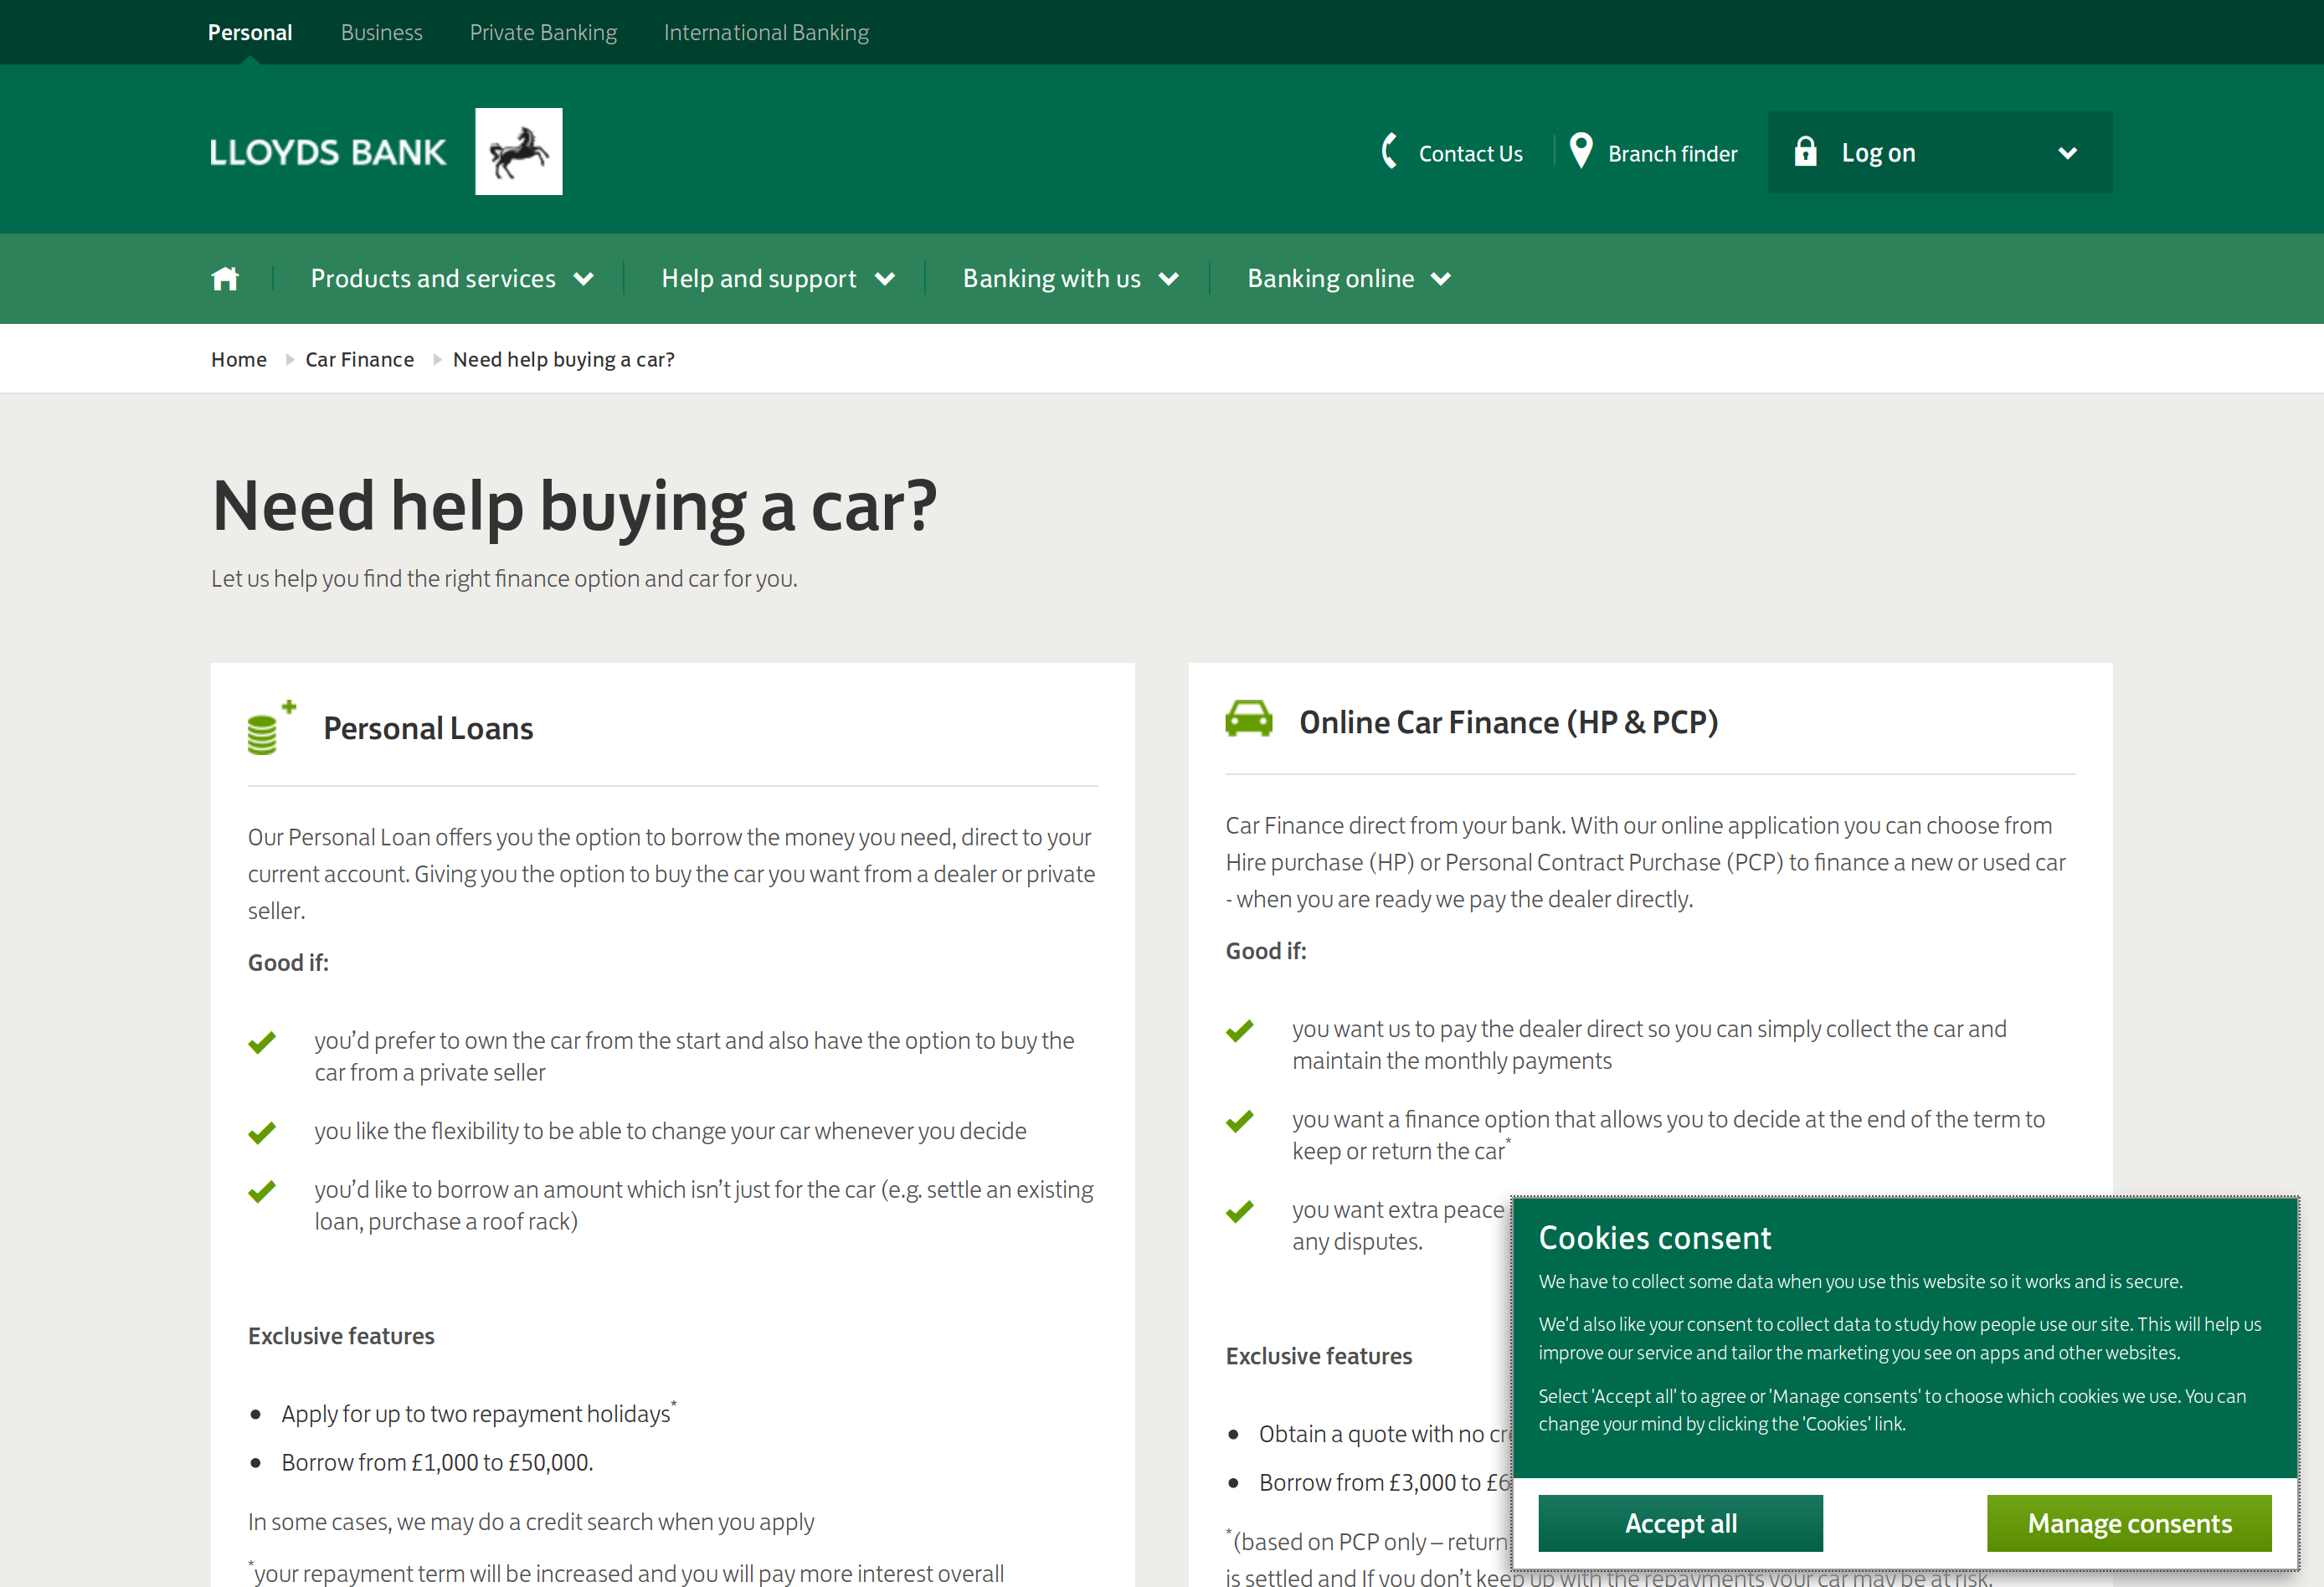 Personal Business Private Banking International Banking
LLOYDS BANK
Contact Us Branch finder Log on
Products and services Help and support Banking with us Banking online
Home Car Finance Need help buying a car?
Need help buying a car?
Let us help you find the right finance option and car for you.
Personal Loans
Our Personal Loan offers you the option to borrow the money you need, direct to your
current account. Giving you the option to buy the car you want from a dealer or private
seller.
Good if:
you'd prefer to own the car from the start and also have the option to buy the
car from a private seller
you like the flexibility to be able to change your car whenever you decide
you'd like to borrow an amount which isn't just for the car (e.g. settle an existing
loan, purchase a roof rack)
Exclusive features
• Apply for up to two repayment holidays*
• Borrow from £1,000 to £50,000.
In some cases, we may do a credit search when you apply
*your repayment term will be increased and you will pay more interest overall
Online Car Finance (HP & PCP)
Car Finance direct from your bank. With our online application you can choose from
Hire purchase (HP) or Personal Contract Purchase (PCP) to finance a new or used car
- when you are ready we pay the dealer directly.
Good if:
you want us to pay the dealer direct so you can simply collect the car and
maintain the monthly payments
you want a finance option that allows you to decide at the end of the term to
keep or return the car*
you want extra peace
any disputes.
Exclusive features
• Obtain a quote with no
• Borrow from £3,000 to
*(based on PCP only – return
is settled and If you don't keep up with the repayments your car may be at risk.
Cookies consent
We have to collect some data when you use this website so it works and is secure.
We'd also like your consent to collect data to study how people use our site. This will help us
improve our service and tailor the marketing you see on apps and other websites.
Select 'Accept all' to agree or 'Manage consents' to choose which cookies we use. You can
change your mind by clicking the 'Cookies' link.
Accept all Manage consents